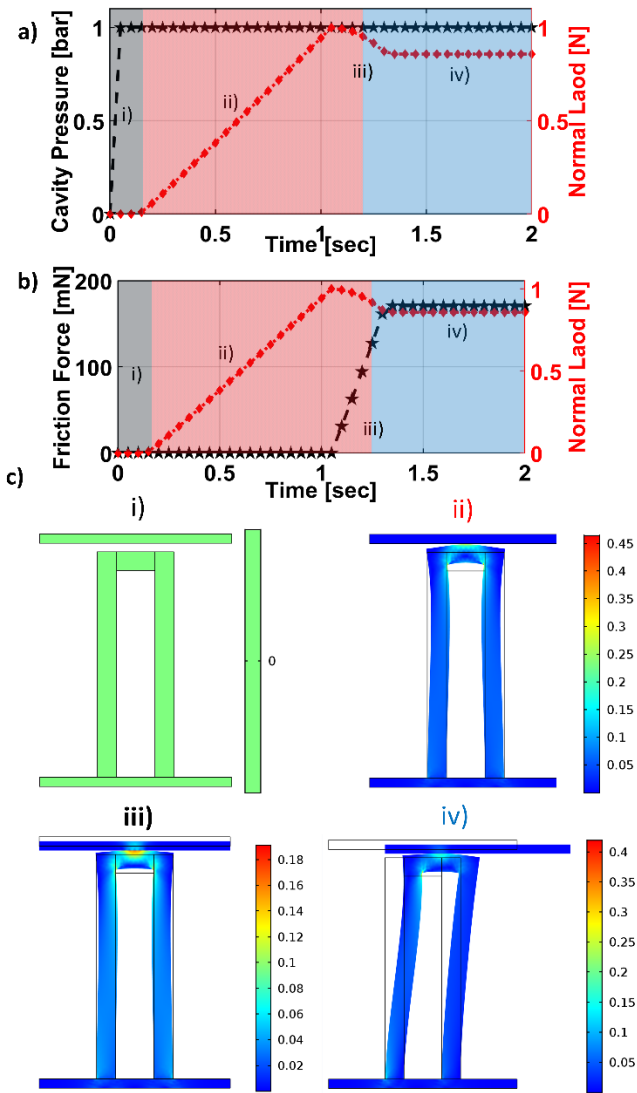 a)
Cavity Pressure [bar]
1
0.5
0
i)
ii)
iii)
iv)
1
0.5
0
Normal Laod [N]
0 0.5 1 1.5 2
Time [sec]
b)
Friction Force [mN]
200
100
0
i)
ii)
iii)
iv)
1
0.5
0
Normal Laod [N]
0 0.5 1 1.5 2
Time [sec]
c)
i)
0
ii)
0.45
0.4
0.35
0.3
0.25
0.2
0.15
0.1
0.05
iii)
0.18
0.16
0.14
0.12
0.10
0.08
0.06
0.04
0.02
iv)
0.4
0.35
0.3
0.25
0.2
0.15
0.1
0.05